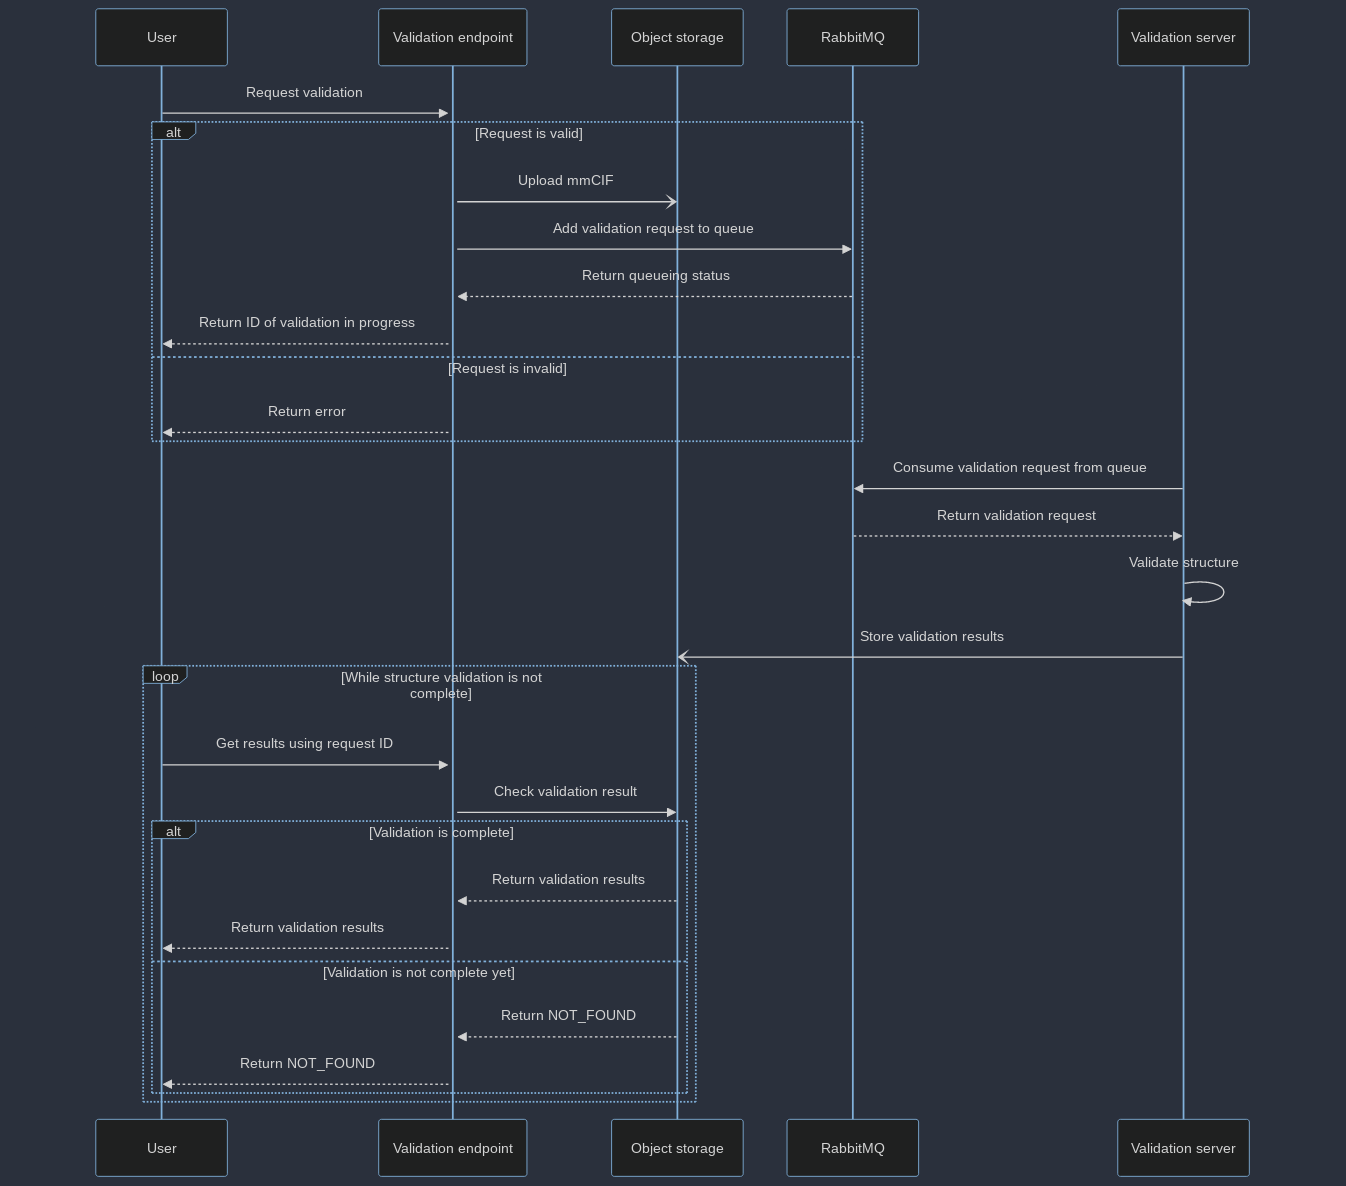 User
Validation endpoint
Object storage
RabbitMQ
Validation server
Request validation
alt
[Request is valid]
Upload mmCIF
Add validation request to queue
Return queueing status
Return ID of validation in progress
[Request is invalid]
Return error
Consume validation request from queue
Return validation request
Validate structure
Store validation results
loop
[While structure validation is not
complete]
Get results using request ID
Check validation result
alt
[Validation is complete]
Return validation results
Return validation results
[Validation is not complete yet]
Return NOT_FOUND
Return NOT_FOUND
User
Validation endpoint
Object storage
RabbitMQ
Validation server